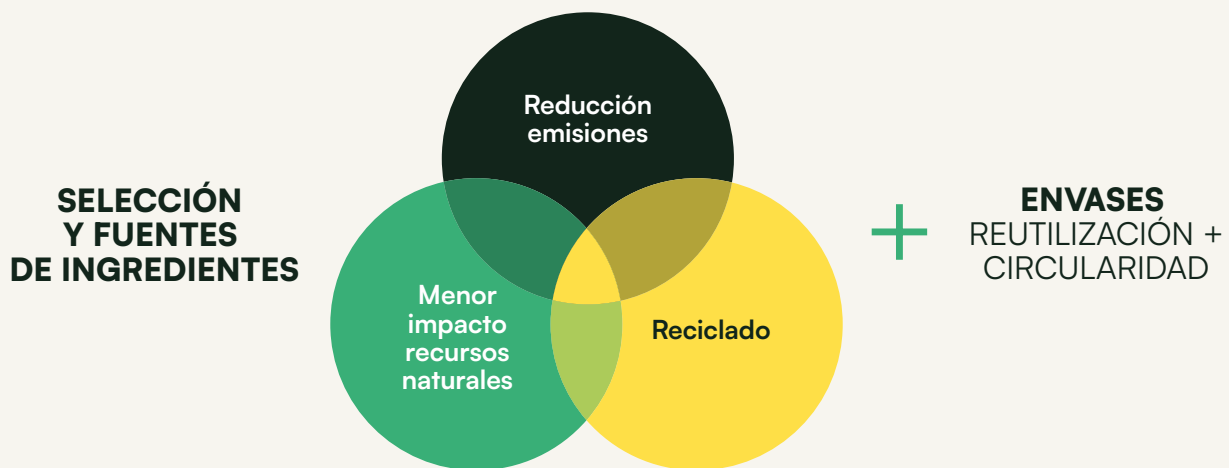 SELECCIÓN
Y FUENTES
DE INGREDIENTES
Reducción
emisiones
Menor
impacto
recursos
naturales
Reciclado
+
ENVASES
REUTILIZACIÓN +
CIRCULARIDAD